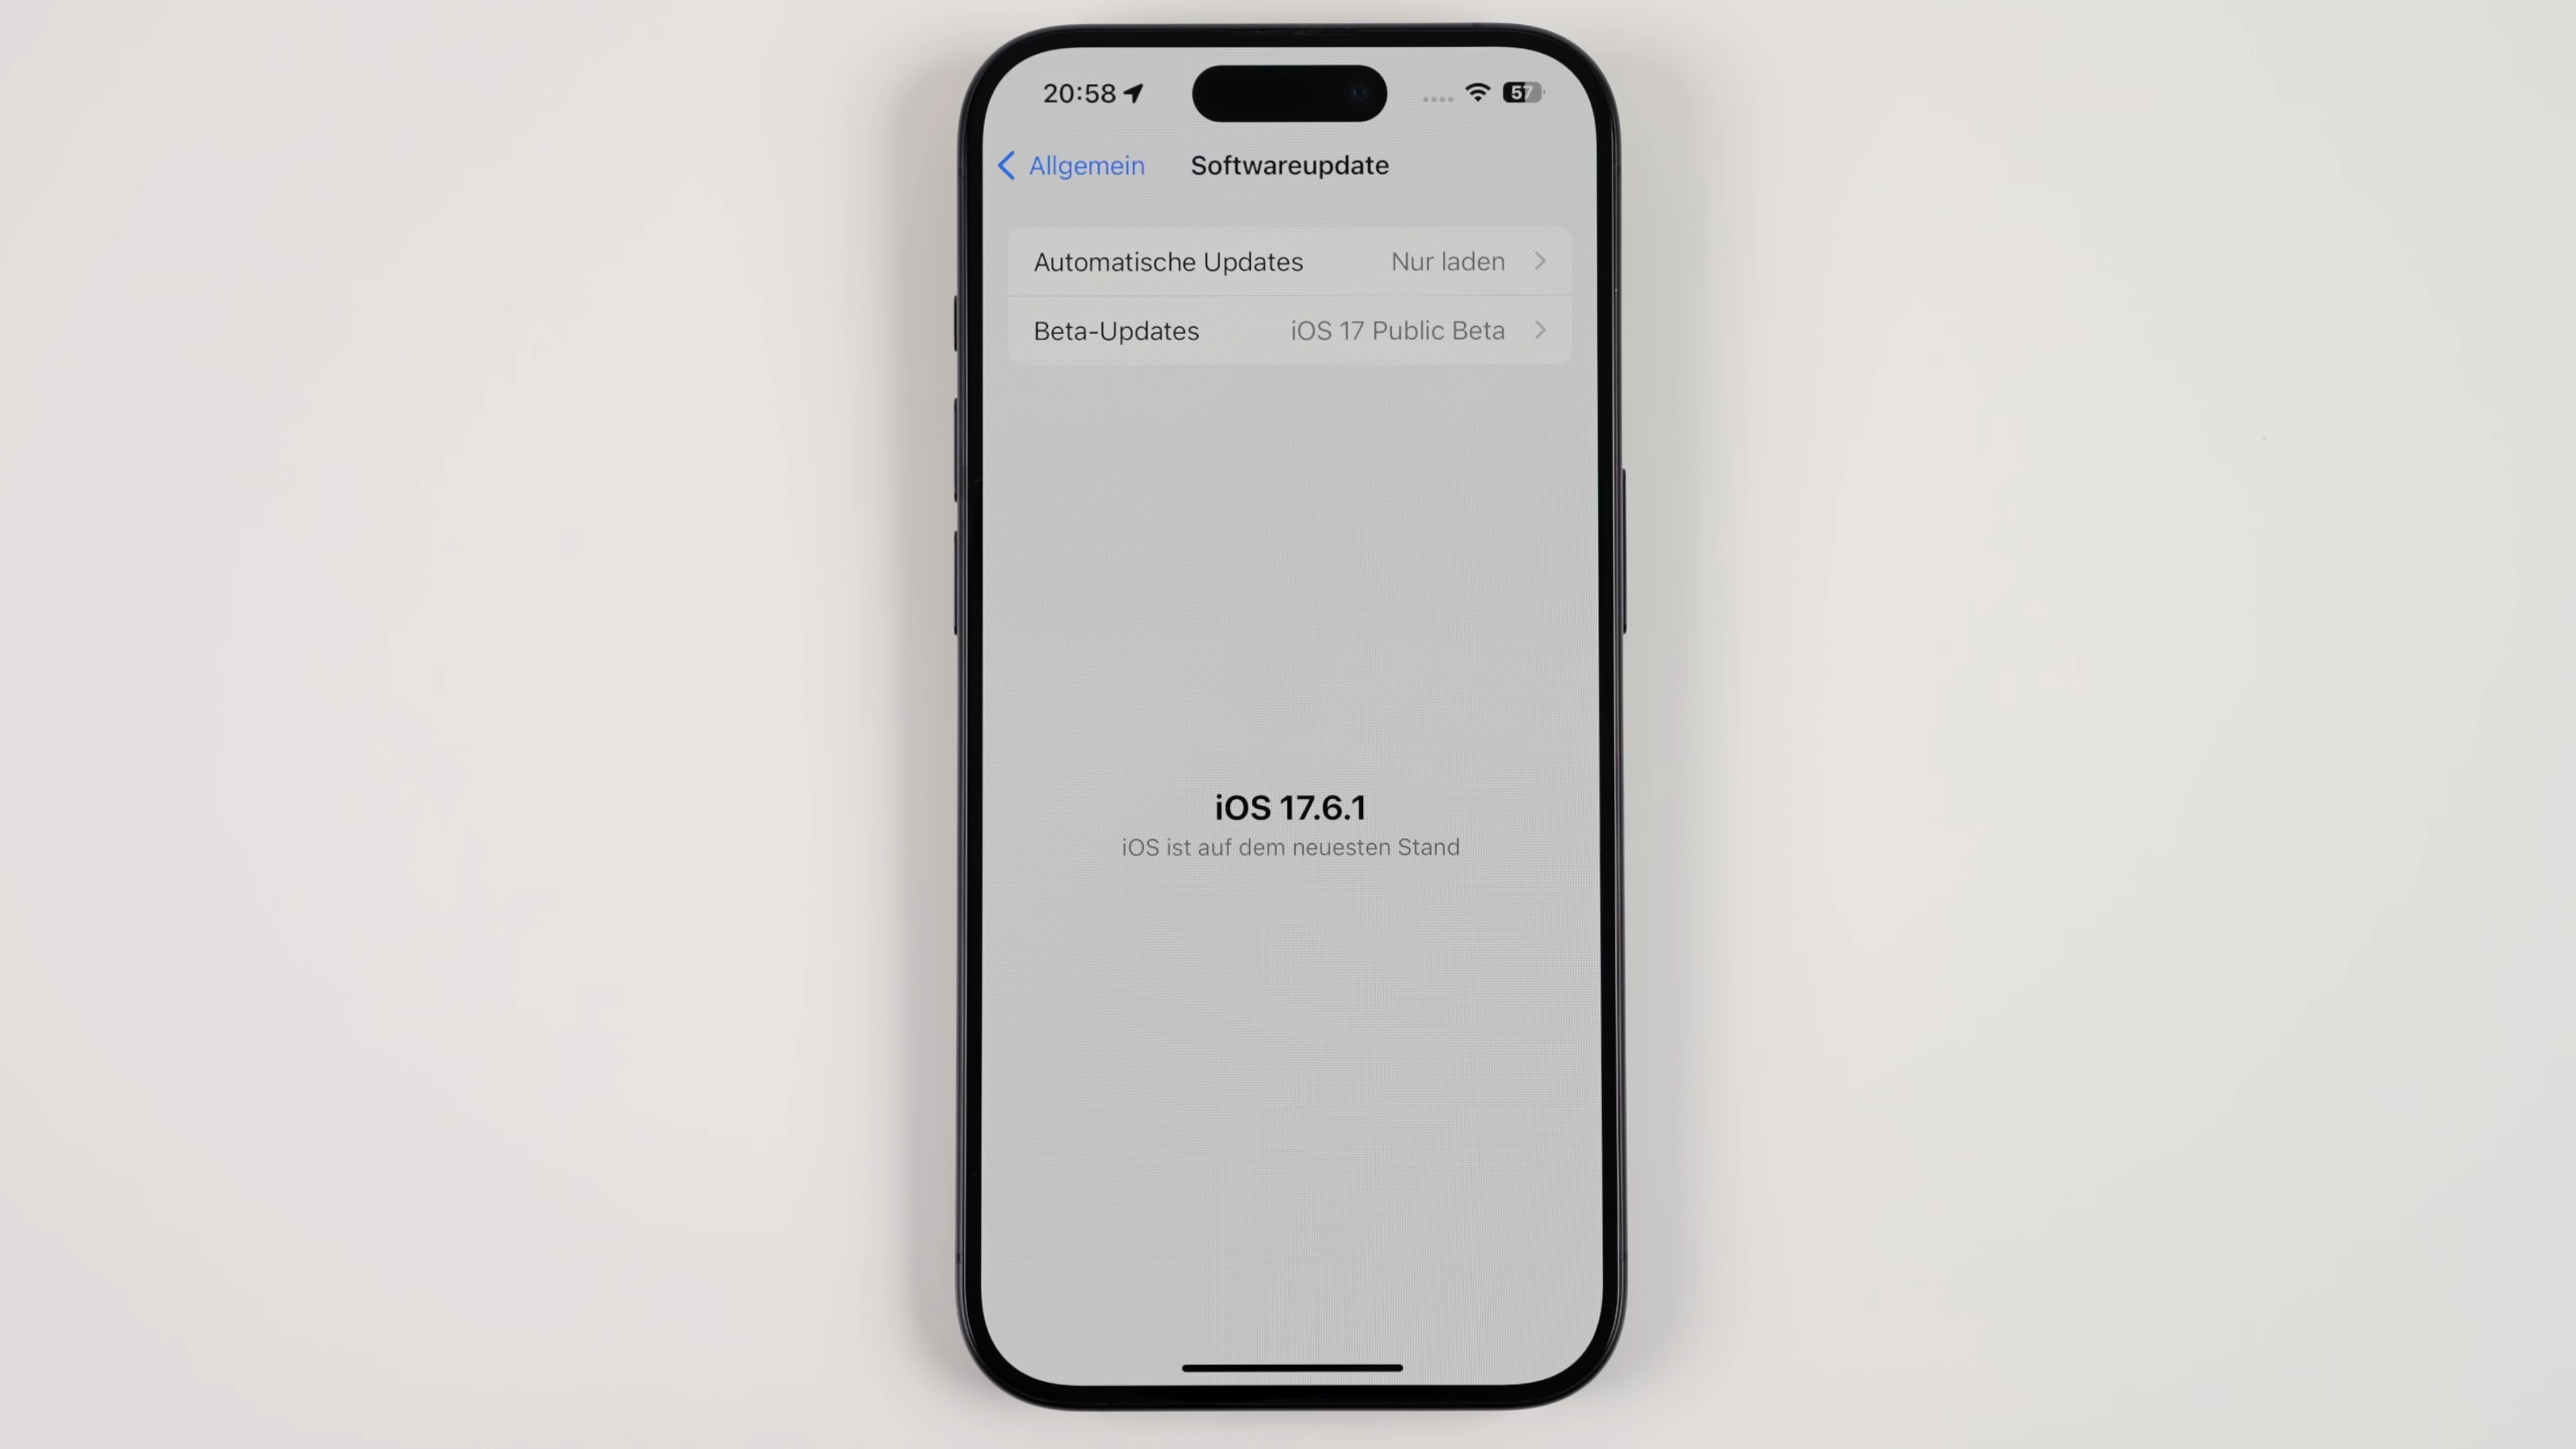 20:58
57
Allgemein
Softwareupdate
Automatische Updates Nur laden
Beta-Updates iOS 17 Public Beta
iOS 17.6.1
iOS ist auf dem neuesten Stand